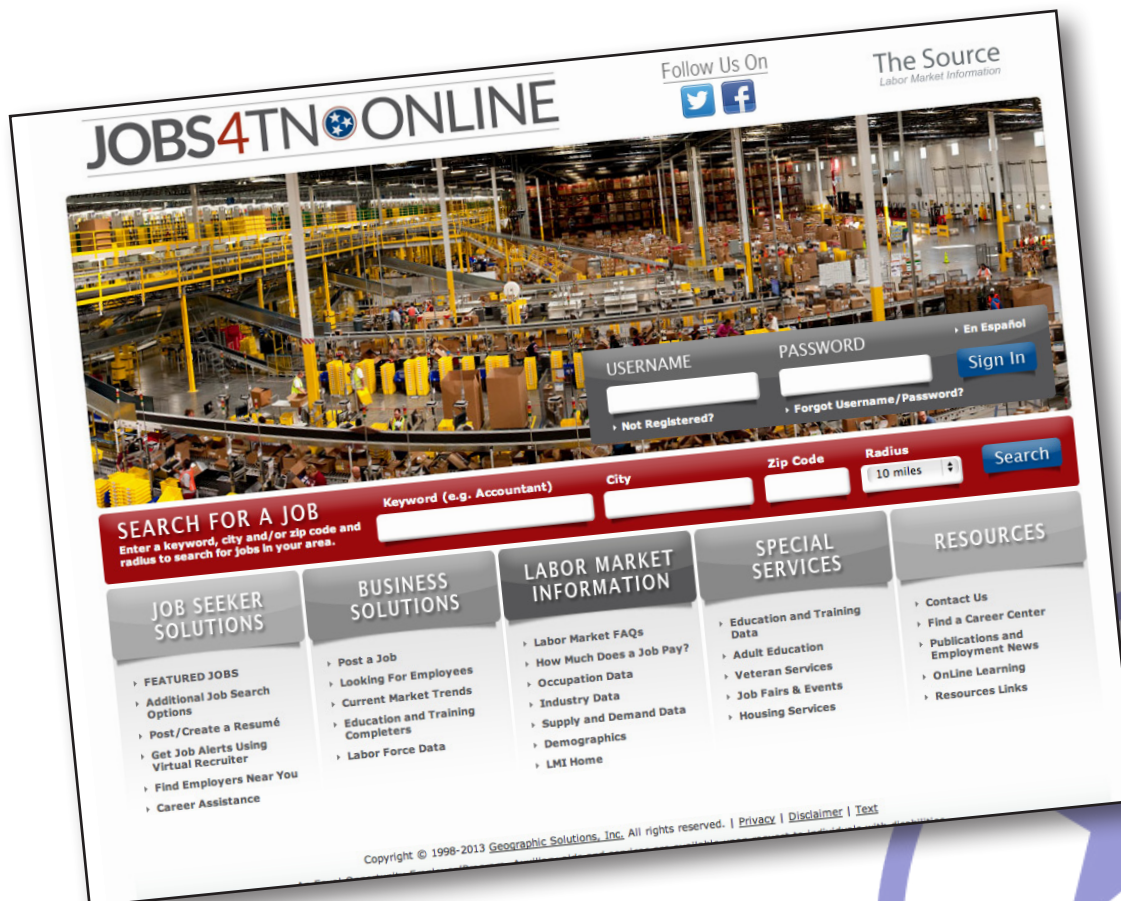 JOBS4TN ONLINE
Follow Us On
The Source
Labor Market Information
En Español
USERNAME
PASSWORD
Sign In
Not Registered?
Forgot Username/Password?
SEARCH FOR A JOB
Enter a keyword, city and/or zip code and
radius to search for jobs in your area.
Keyword (e.g. Accountant)
City
Zip Code
Radius
10 miles
Search
JOB SEEKER
SOLUTIONS
FEATURED JOBS
Additional Job Search
Options
Post/Create a Resumé
Get Job Alerts Using
Virtual Recruiter
Find Employers Near You
Career Assistance
BUSINESS
SOLUTIONS
Post a Job
Looking For Employees
Current Market Trends
Education and Training
Completers
Labor Force Data
LABOR MARKET
INFORMATION
Labor Market FAQs
How Much Does a Job Pay?
Occupation Data
Industry Data
Supply and Demand Data
Demographics
LMI Home
SPECIAL
SERVICES
Education and Training
Data
Adult Education
Veteran Services
Job Fairs & Events
Housing Services
RESOURCES
Contact Us
Find a Career Center
Publications and
Employment News
OnLine Learning
Resources Links
Copyright © 1998-2013 Geographic Solutions, Inc. All rights reserved. | Privacy | Disclaimer | Text